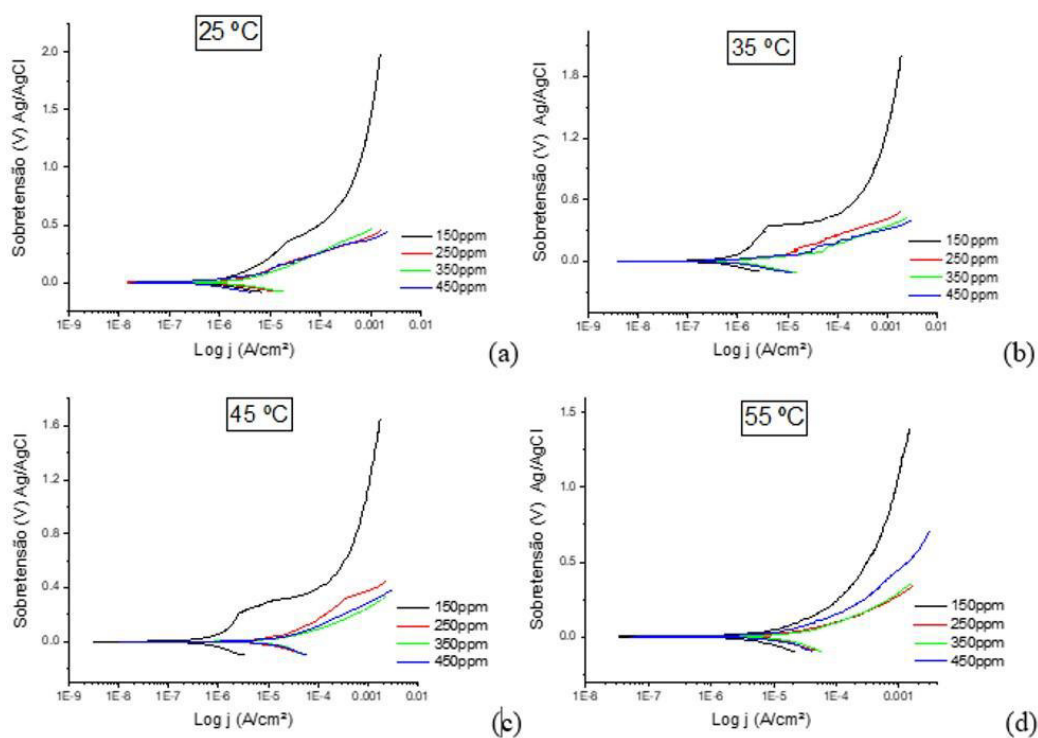 25 ºC
Sobretensão (V) Ag/AgCl
2.0
1.5
1.0
0.5
0.0
150ppm
250ppm
350ppm
450ppm
1E-9 1E-8 1E-7 1E-6 1E-5 1E-4 0.001 0.01
Log j (A/cm²)
(a)
35 ºC
Sobretensão (V) Ag/AgCl
1.8
1.2
0.6
0.0
150ppm
250ppm
350ppm
450ppm
1E-9 1E-8 1E-7 1E-6 1E-5 1E-4 0.001 0.01
Log j (A/cm²)
(b)
45 ºC
Sobretensão (V) Ag/AgCl
1.6
1.2
0.8
0.4
0.0
150ppm
250ppm
350ppm
450ppm
1E-9 1E-8 1E-7 1E-6 1E-5 1E-4 0.001 0.01
Log j (A/cm²)
(c)
55 ºC
Sobretensão (V) Ag/AgCl
1.5
1.0
0.5
0.0
150ppm
250ppm
350ppm
450ppm
1E-8 1E-7 1E-6 1E-5 1E-4 0.001
Log j (A/cm²)
(d)